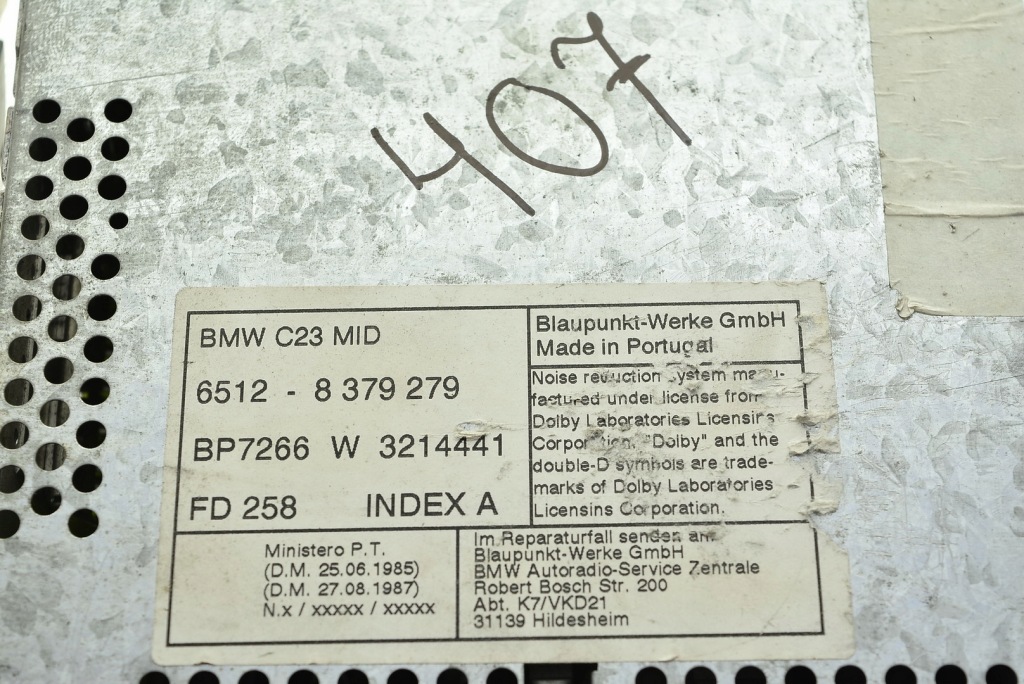 407
BMW C23 MID
6512 - 8 379 279
BP7266 W 3214441
FD 258 INDEX A
Blaupunkt-Werke GmbH
Made in Portugal
Noise reduction system manu-
factured under license from
Dolby Laboratories Licensing
Corporation. "Dolby" and the
double-D symbols are trade-
marks of Dolby Laboratories
Licensins Corporation.
Ministero P.T.
(D.M. 25.06.1985)
(D.M. 27.08.1987)
N.x / xxxxx / xxxxx
Im Reparaturfall senden an:
Blaupunkt-Werke GmbH
BMW Autoradio-Service Zentrale
Robert Bosch Str. 200
Abt. K7/VKD21
31139 Hildesheim